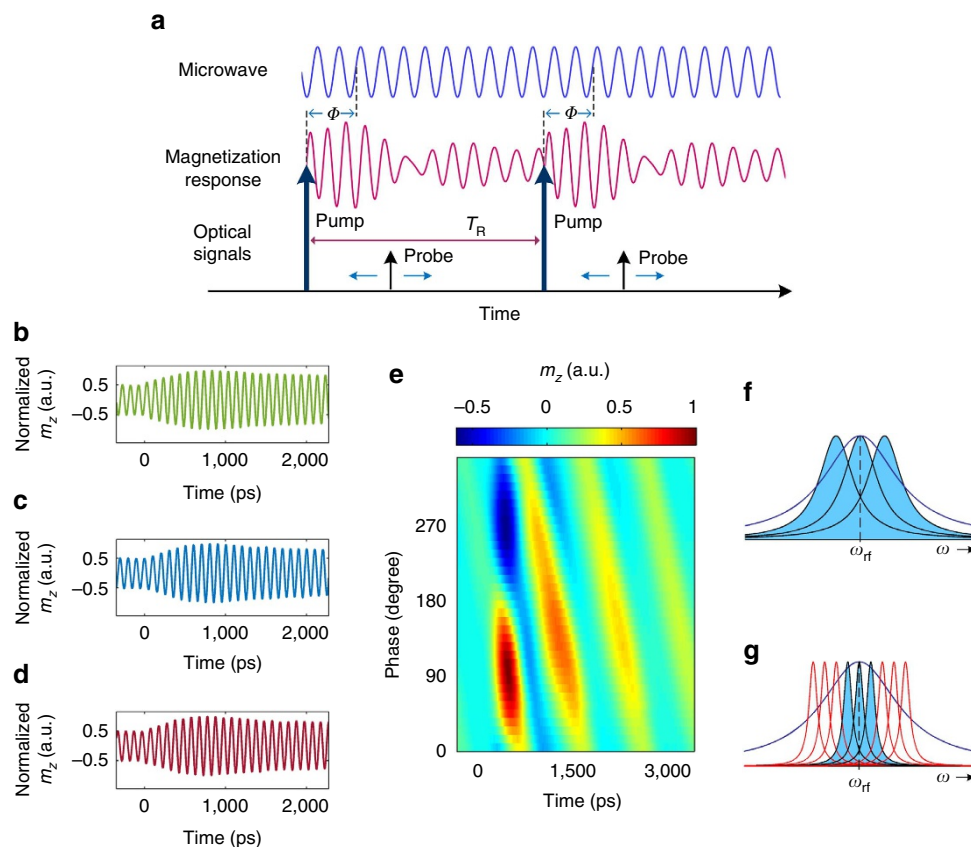 a
Microwave
Φ
Φ
Magnetization
response
Pump
Pump
T_R
Optical
signals
Probe
Probe
Time
b
Normalized
m_z (a.u.)
0.5
−0.5
0
1,000
2,000
Time (ps)
c
Normalized
m_z (a.u.)
0.5
−0.5
0
1,000
2,000
Time (ps)
d
Normalized
m_z (a.u.)
0.5
−0.5
0
1,000
2,000
Time (ps)
e
m_z (a.u.)
−0.5
0
0.5
1
Phase (degree)
270
180
90
0
0
1,500
3,000
Time (ps)
f
ω_rf
ω →
g
ω_rf
ω →